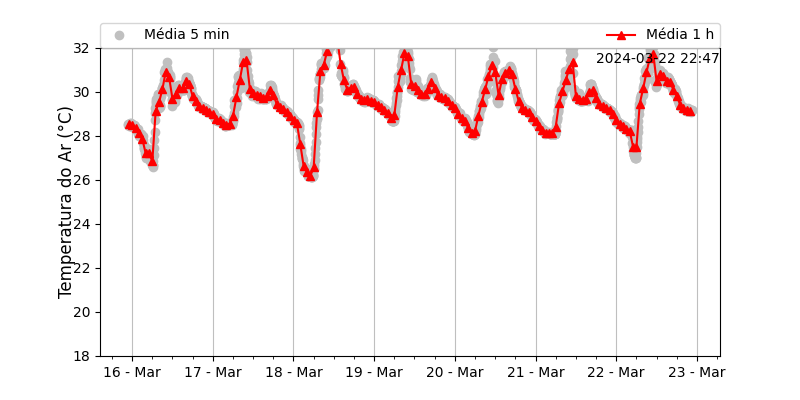 Média 5 min
Média 1 h
2024-03-22 22:47
Temperatura do Ar (°C)
32
30
28
26
24
22
20
18
16 - Mar
17 - Mar
18 - Mar
19 - Mar
20 - Mar
21 - Mar
22 - Mar
23 - Mar